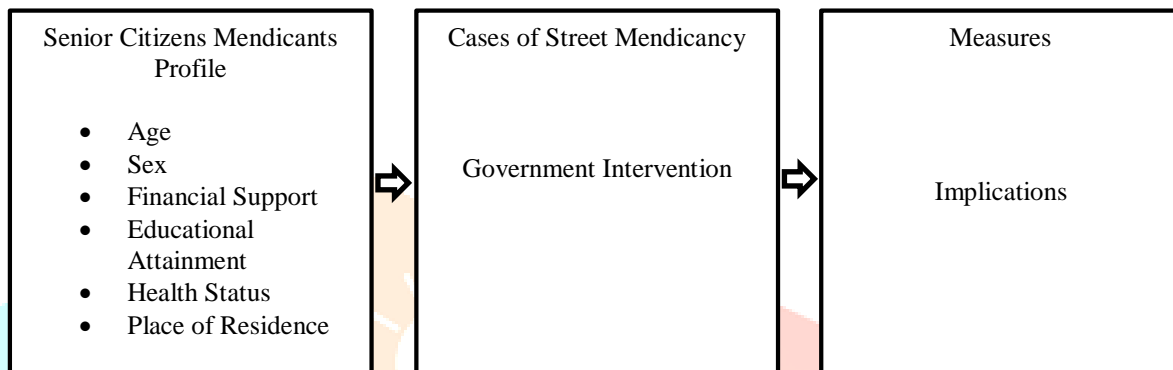 Senior Citizens Mendicants
Profile
• Age
• Sex
• Financial Support
• Educational
Attainment
• Health Status
• Place of Residence
Cases of Street Mendicancy
Government Intervention
Measures
Implications